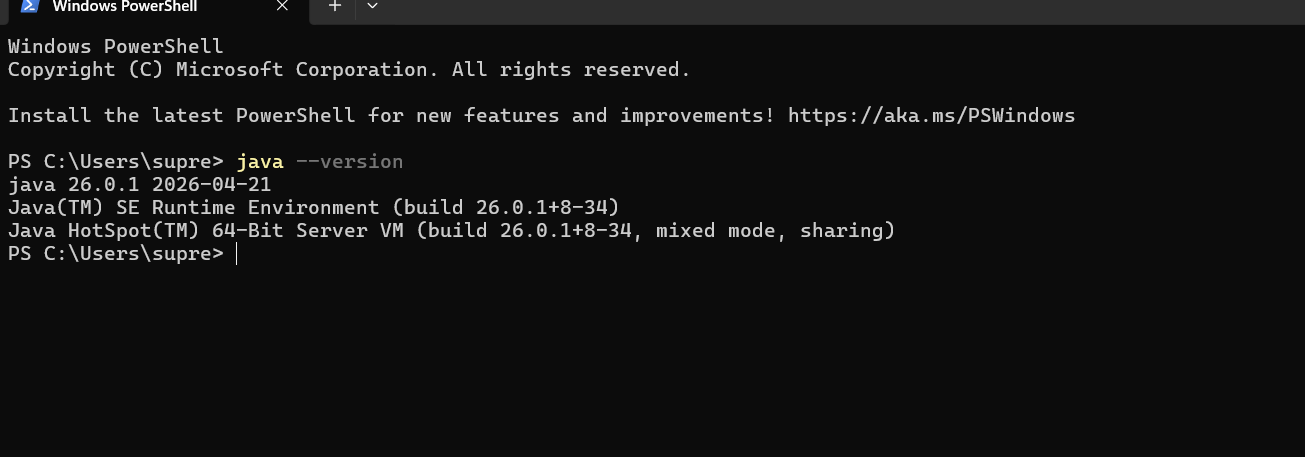 Windows PowerShell
Windows PowerShell
Copyright (C) Microsoft Corporation. All rights reserved.
Install the latest PowerShell for new features and improvements! https://aka.ms/PSWindows
PS C:\Users\supre> java --version
java 26.0.1 2026-04-21
Java(TM) SE Runtime Environment (build 26.0.1+8-34)
Java HotSpot(TM) 64-Bit Server VM (build 26.0.1+8-34, mixed mode, sharing)
PS C:\Users\supre>